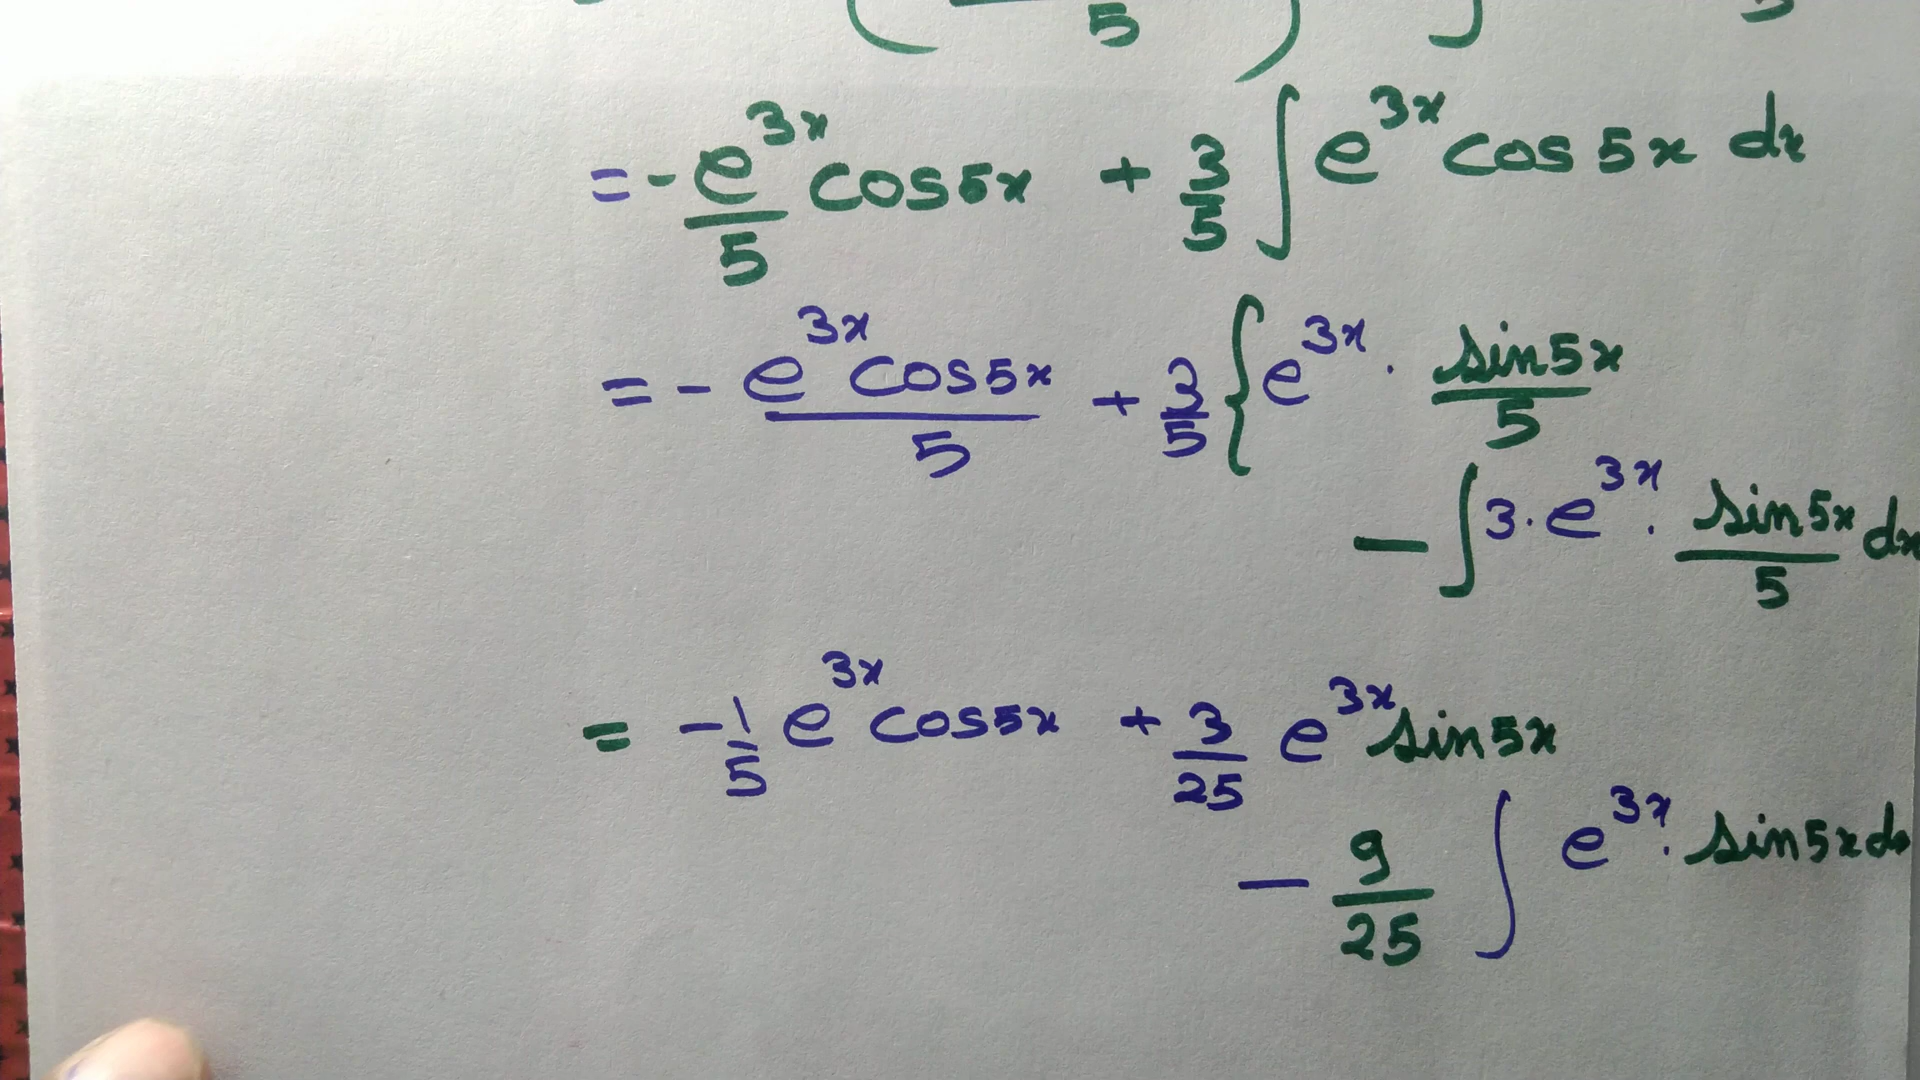 = - e^3x/5 cos5x + 3/5 ∫ e^3x cos 5x dx
= - e^3x cos5x/5 + 3/5 { e^3x · sin5x/5
- ∫ 3 · e^3x · sin5x/5 dx
= - 1/5 e^3x cos5x + 3/25 e^3x sin5x
- 9/25 ∫ e^3x · sin5x dx